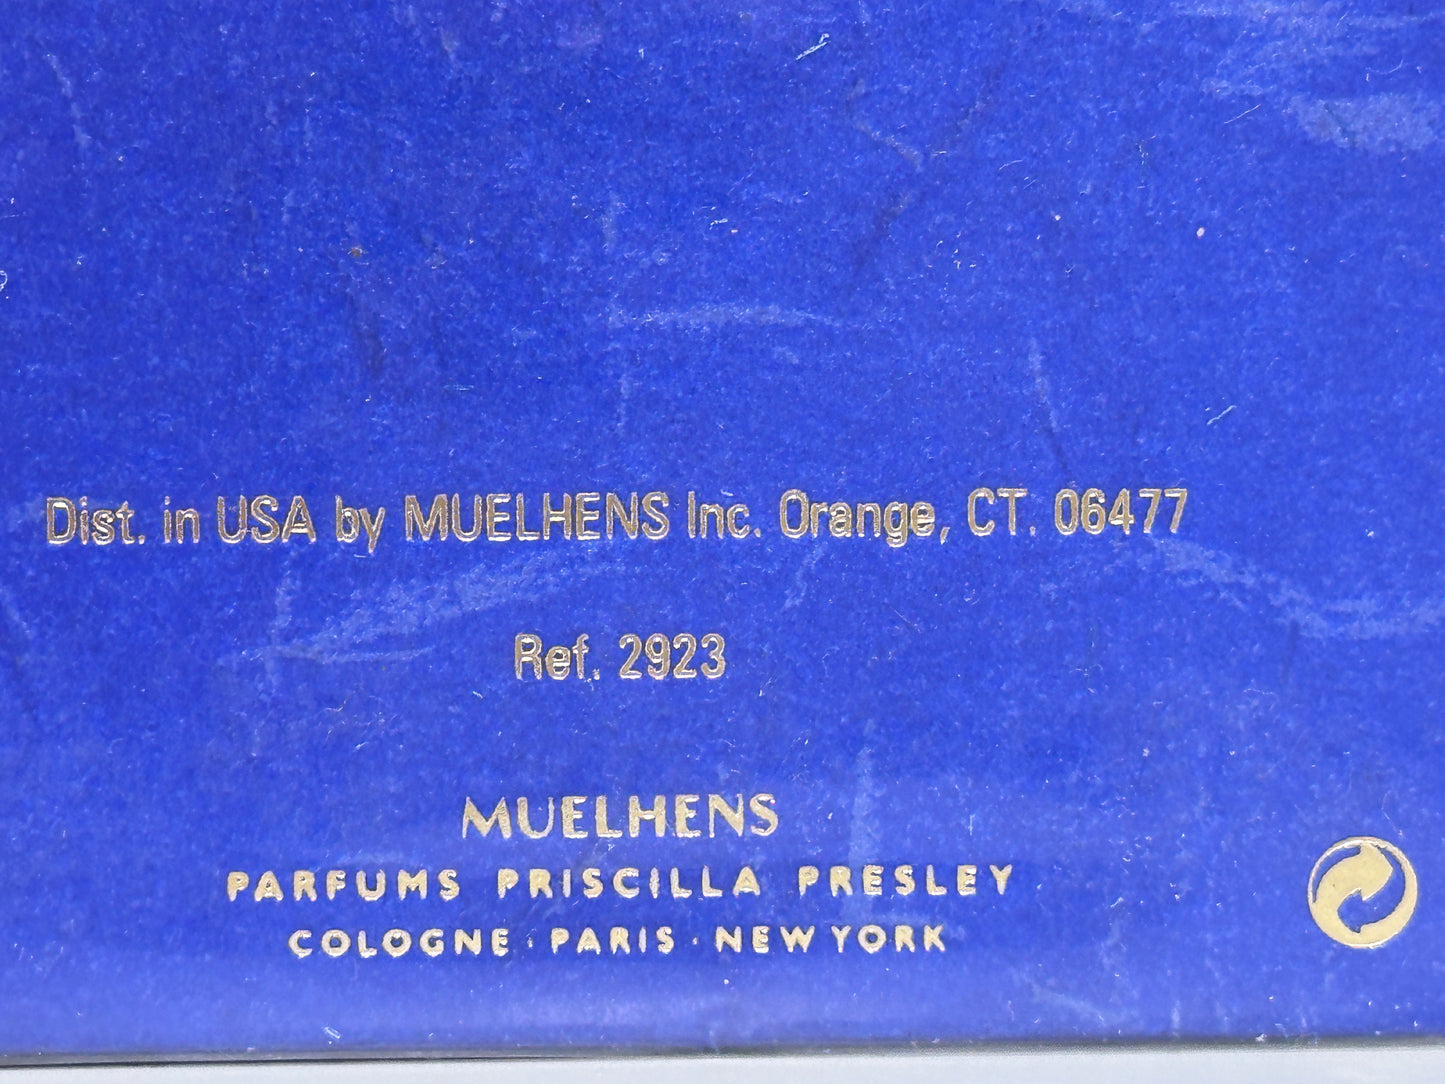 Dist. in USA by MUELHENS Inc. Orange, CT. 06477
Ref. 2923
MUELHENS
PARFUMS PRISCILLA PRESLEY
COLOGNE · PARIS · NEW YORK